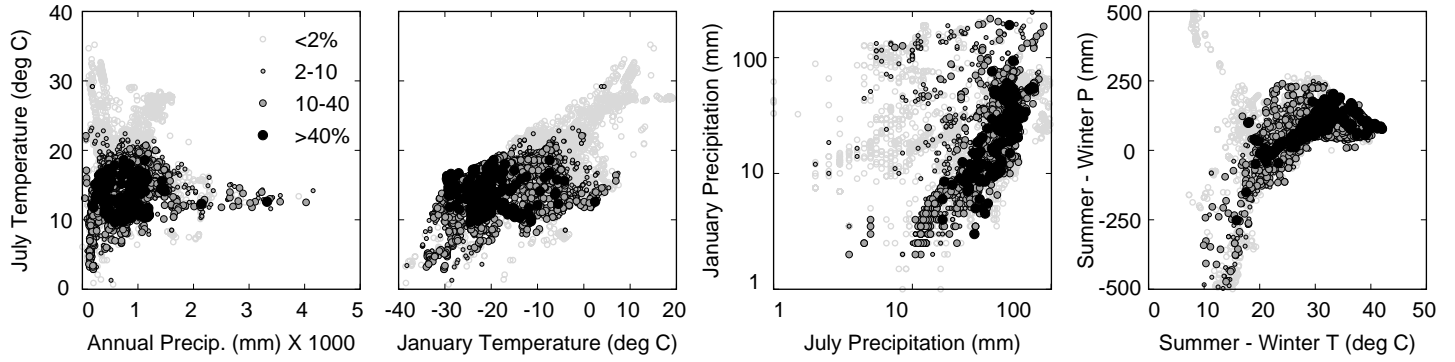 40
30
20
10
0
July Temperature (deg C)
<2%
2-10
10-40
>40%
0 1 2 3 4 5
Annual Precip. (mm) X 1000
-40 -30 -20 -10 0 10 20
January Temperature (deg C)
100
10
1
January Precipitation (mm)
1 10 100
July Precipitation (mm)
500
250
0
-250
-500
Summer - Winter P (mm)
0 10 20 30 40 50
Summer - Winter T (deg C)